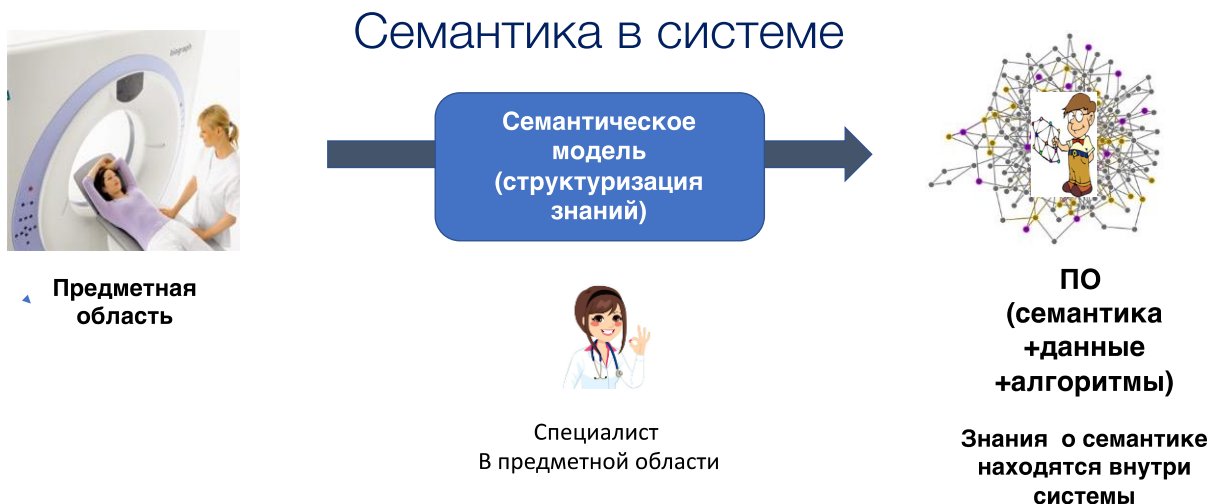 Семантика в системе
biograph
Семантическое
модель
(структуризация
знаний)
Предметная
область
Специалист
В предметной области
ПО
(семантика
+данные
+алгоритмы)
Знания о семантике
находятся внутри
системы